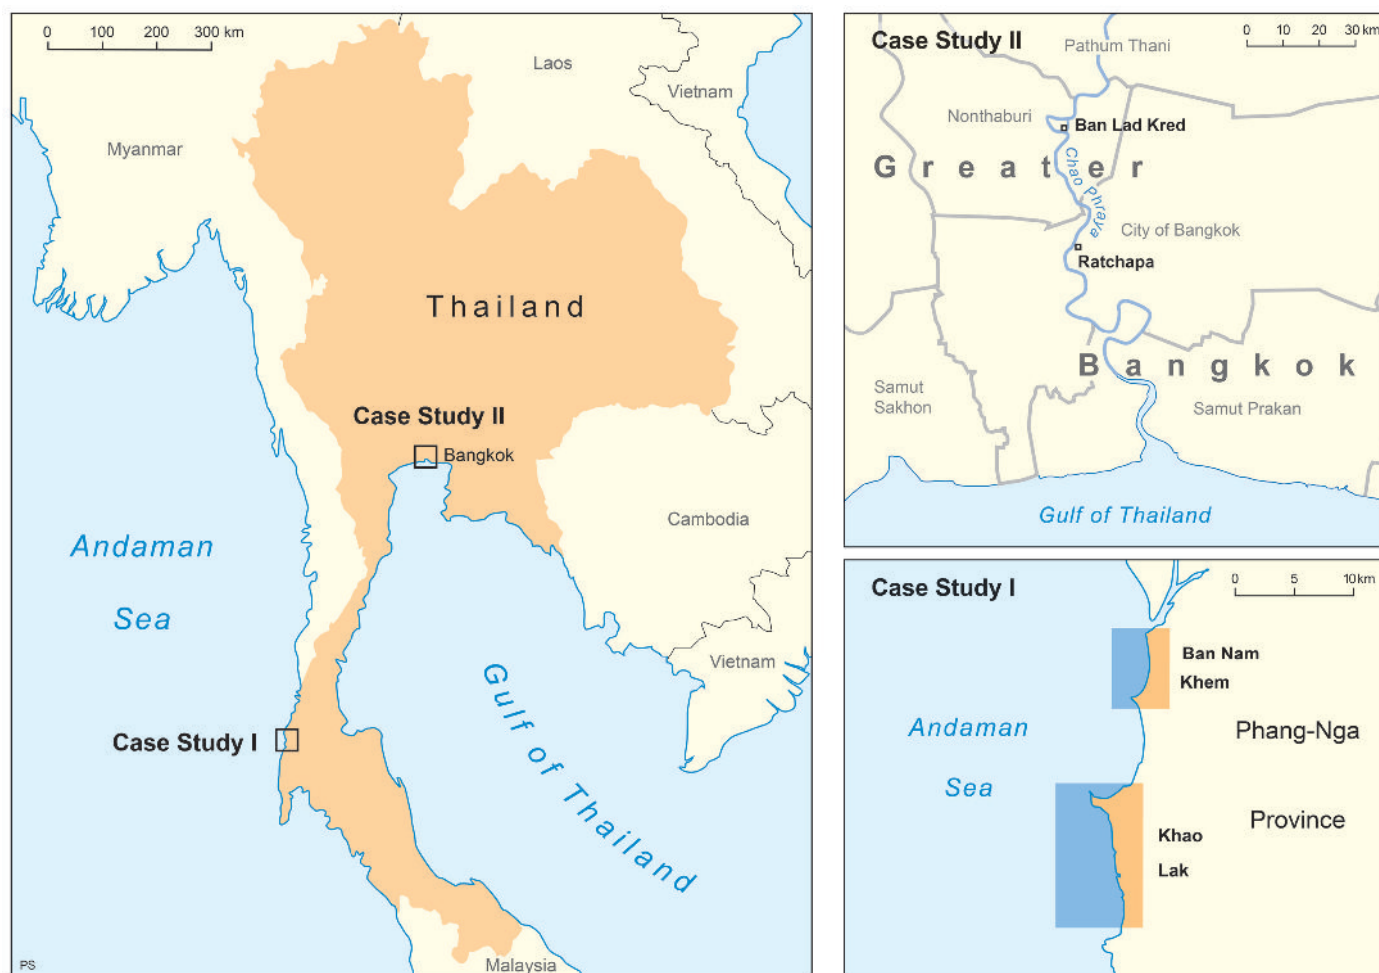 0 100 200 300 km
Laos
Vietnam
Myanmar
Thailand
Case Study II
Bangkok
Cambodia
Andaman
Sea
Vietnam
Gulf of Thailand
Case Study I
Malaysia
PS
Case Study II
0 10 20 30 km
Pathum Thani
Nonthaburi
Ban Lad Kred
Greater
Chao Phraya
City of Bangkok
Ratchapa
Bangkok
Samut
Sakhon
Samut Prakan
Gulf of Thailand
Case Study I
0 5 10 km
Ban Nam
Khem
Andaman
Sea
Phang-Nga
Province
Khao
Lak